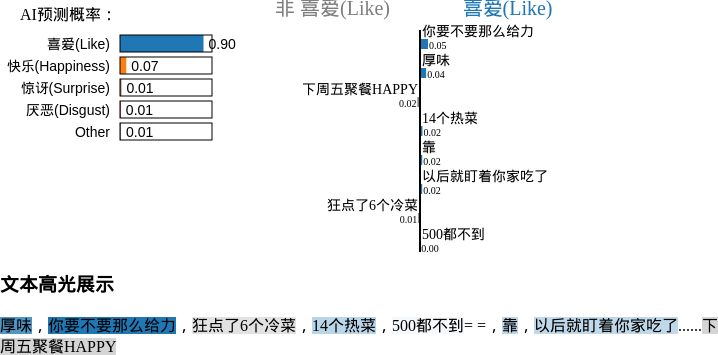 AI预测概率：
喜爱(Like) 0.90
快乐(Happiness) 0.07
惊讶(Surprise) 0.01
厌恶(Disgust) 0.01
Other 0.01
非 喜爱(Like) 喜爱(Like)
你要不要那么给力
0.05
厚味
0.04
下周五聚餐HAPPY
0.02
14个热菜
0.02
靠
0.02
以后就盯着你家吃了
0.02
狂点了6个冷菜
0.01
500都不到
0.00
文本高光展示
厚味，你要不要那么给力，狂点了6个冷菜，14个热菜，500都不到= =，靠，以后就盯着你家吃了......下
周五聚餐HAPPY